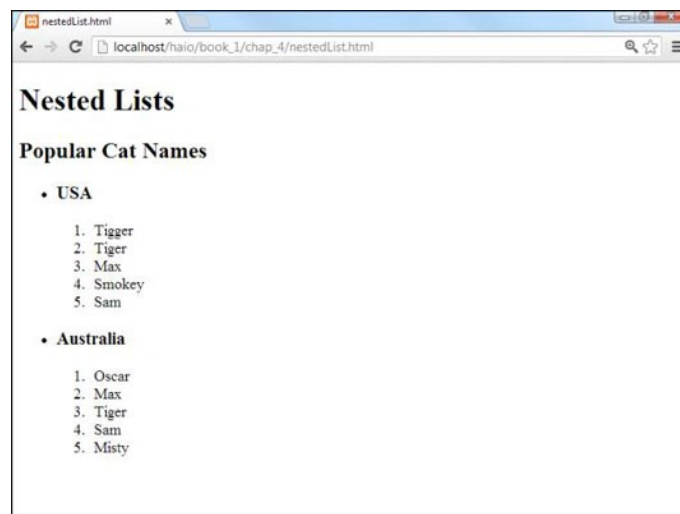 nestedList.html
localhost/haio/book_1/chap_4/nestedList.html
Nested Lists
Popular Cat Names
• USA
1. Tigger
2. Tiger
3. Max
4. Smokey
5. Sam
• Australia
1. Oscar
2. Max
3. Tiger
4. Sam
5. Misty